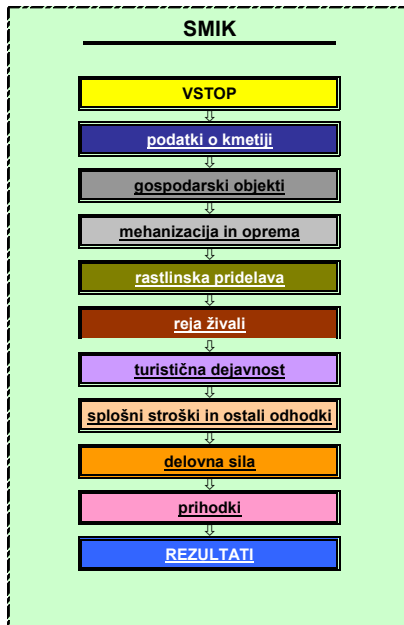 SMIK
VSTOP
podatki o kmetiji
gospodarski objekti
mehanizacija in oprema
rastlinska pridelava
reja živali
turistična dejavnost
splošni stroški in ostali odhodki
delovna sila
prihodki
REZULTATI